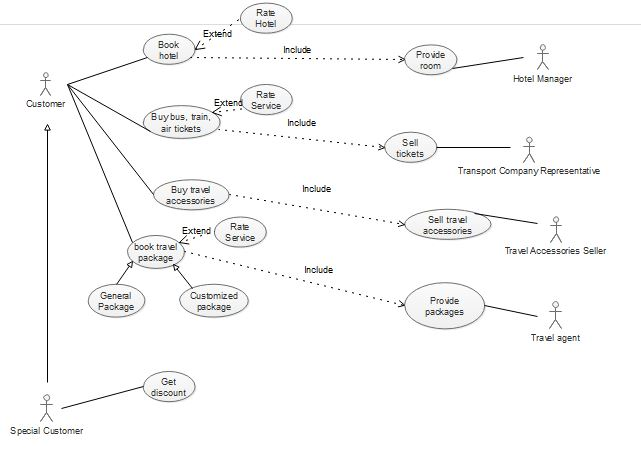 Rate
Hotel
Extend
Book
hotel
Include
Provide
room
Hotel Manager
Customer
Rate
Service
Extend
Buy bus, train,
air tickets
Include
Sell
tickets
Transport Company Representative
Buy travel
accessories
Include
Sell travel
accessories
Travel Accessories Seller
Rate
Service
Extend
book travel
package
Include
General
Package
Customized
package
Provide
packages
Travel agent
Get
discount
Special Customer